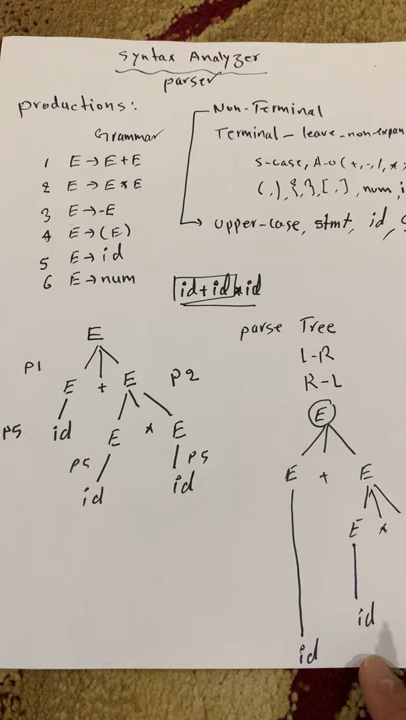 Syntax Analyzer
parser
productions:
Grammar
1 E→E+E
2 E→E*E
3 E→-E
4 E→(E)
5 E→id
6 E→num
Non-Terminal
Terminal - leave-non-expan
s-case, A-o(+,-,/,*,
(,),{,},[,], num, i
Upper-case, stmt, id,
id+id*id
E
P1
E + E P2
P5 id E * E
P5 P5
id id
parse Tree
L-R
R-L
E
E + E
E *
id
id